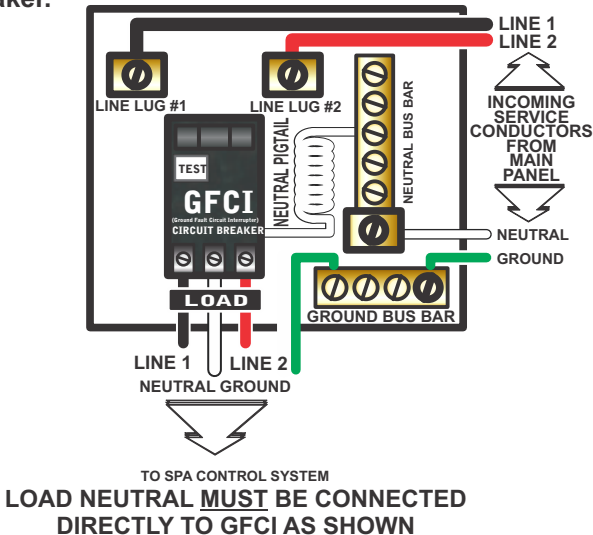 aker.
LINE 1
LINE 2
LINE LUG #1
LINE LUG #2
NEUTRAL BUS BAR
INCOMING
SERVICE
CONDUCTORS
FROM
MAIN
PANEL
NEUTRAL PIGTAIL
TEST
GFCI
(Ground Fault Circuit Interrupter)
CIRCUIT BREAKER
NEUTRAL
GROUND
LOAD
GROUND BUS BAR
LINE 1
LINE 2
NEUTRAL GROUND
TO SPA CONTROL SYSTEM
LOAD NEUTRAL MUST BE CONNECTED
DIRECTLY TO GFCI AS SHOWN